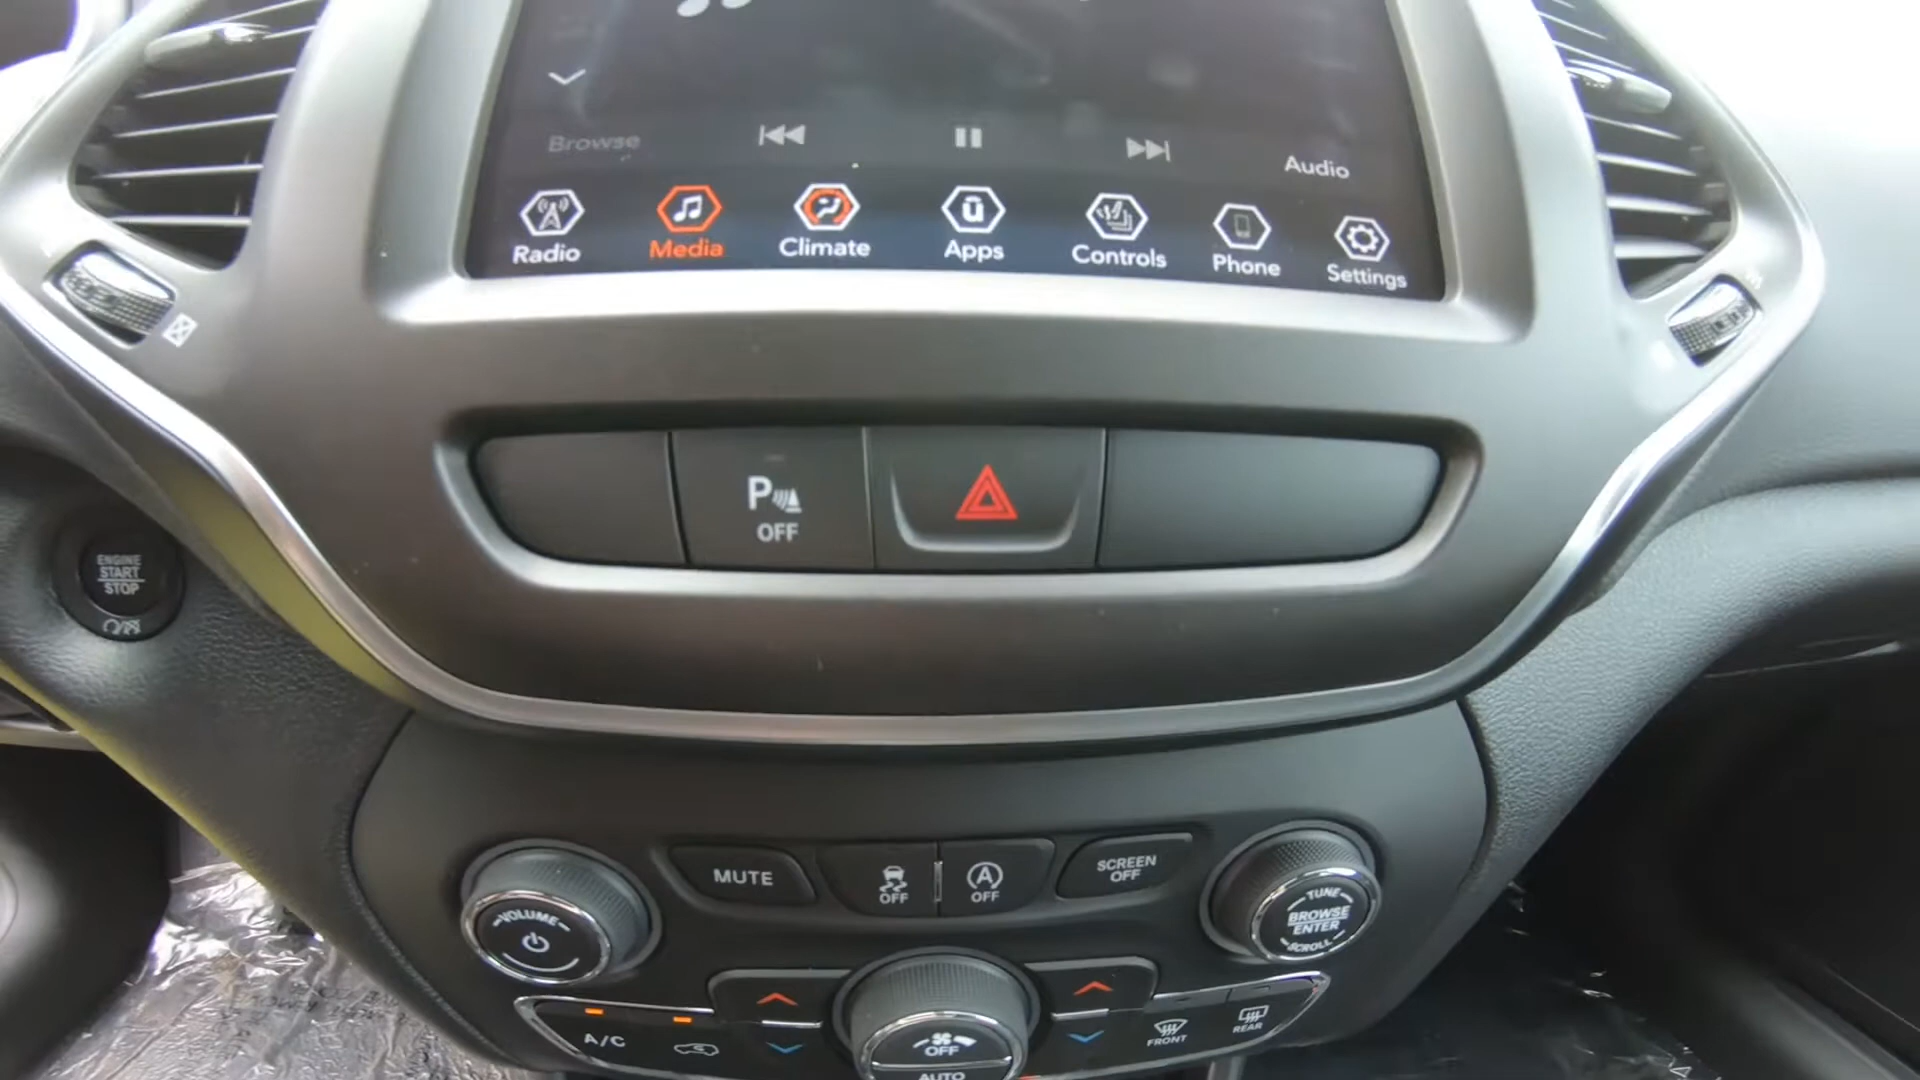 Browse
Audio
Radio
Media
Climate
ū
Apps
Controls
Phone
Settings
P
OFF
ENGINE
START
STOP
MUTE
OFF
A
OFF
SCREEN
OFF
VOLUME
TUNE
BROWSE
ENTER
SCROLL
A/C
OFF
AUTO
FRONT
REAR